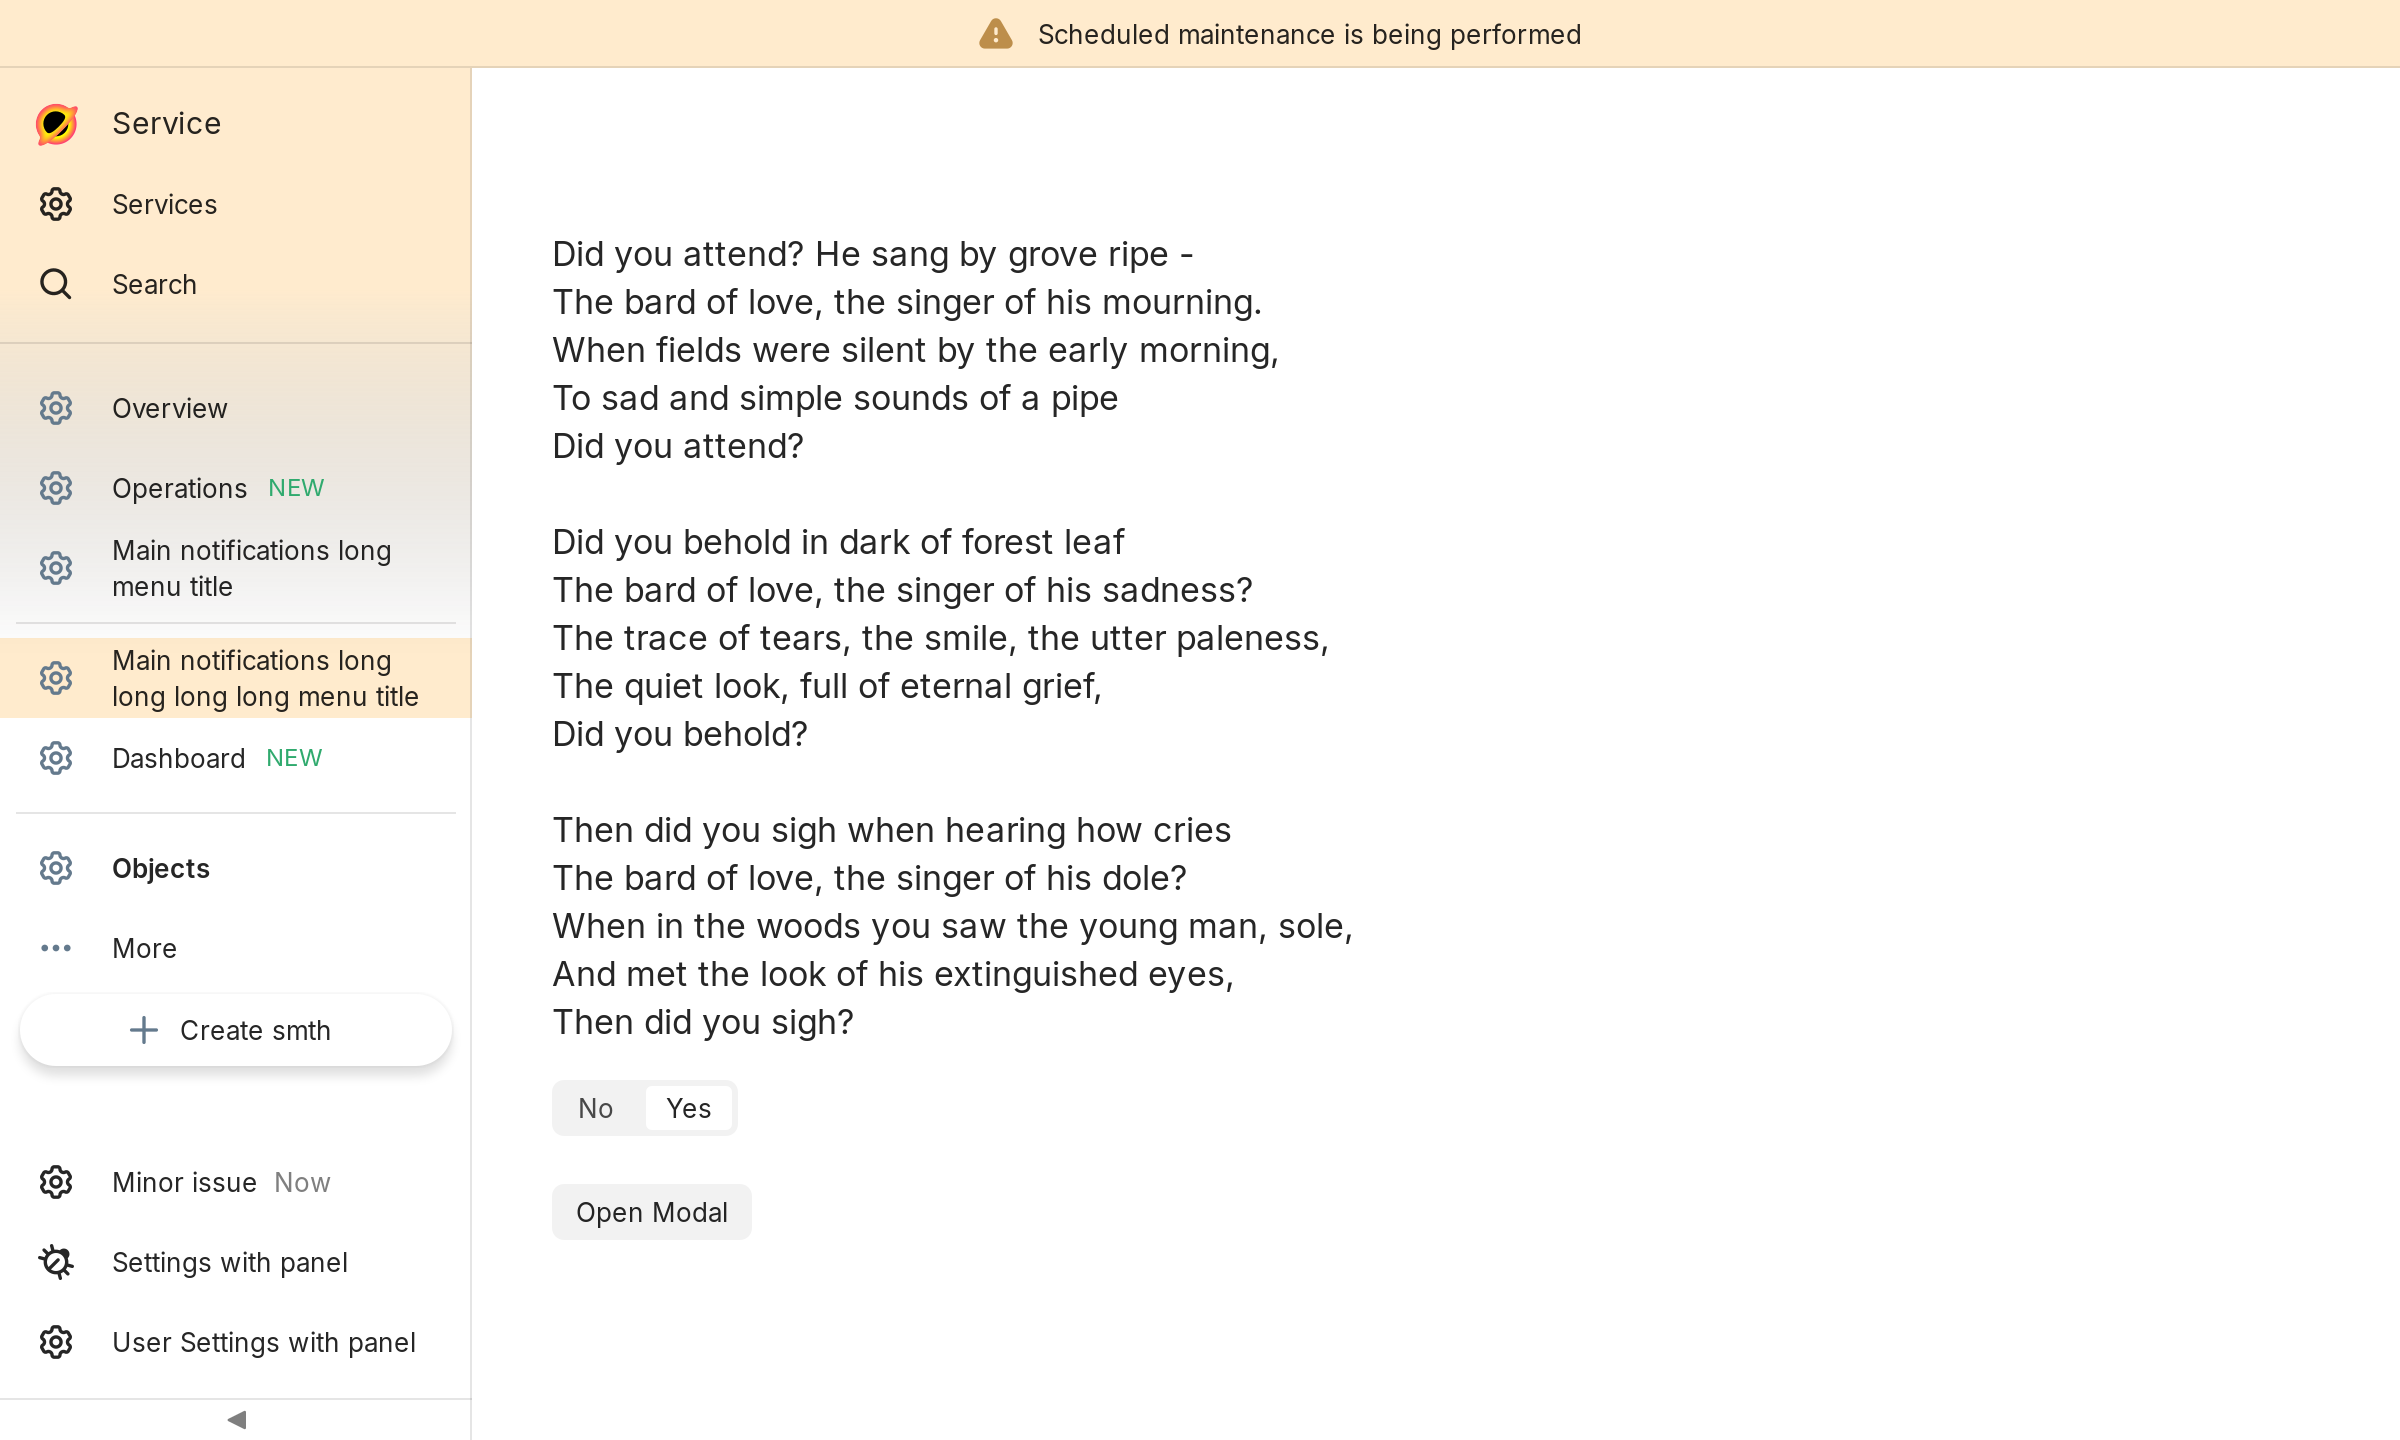 Scheduled maintenance is being performed
Service
Services
Search
Overview
Operations NEW
Main notifications long
menu title
Main notifications long
long long long menu title
Dashboard NEW
Objects
More
Create smth
Minor issue Now
Settings with panel
User Settings with panel
Did you attend? He sang by grove ripe -
The bard of love, the singer of his mourning.
When fields were silent by the early morning,
To sad and simple sounds of a pipe
Did you attend?
Did you behold in dark of forest leaf
The bard of love, the singer of his sadness?
The trace of tears, the smile, the utter paleness,
The quiet look, full of eternal grief,
Did you behold?
Then did you sigh when hearing how cries
The bard of love, the singer of his dole?
When in the woods you saw the young man, sole,
And met the look of his extinguished eyes,
Then did you sigh?
No Yes
Open Modal